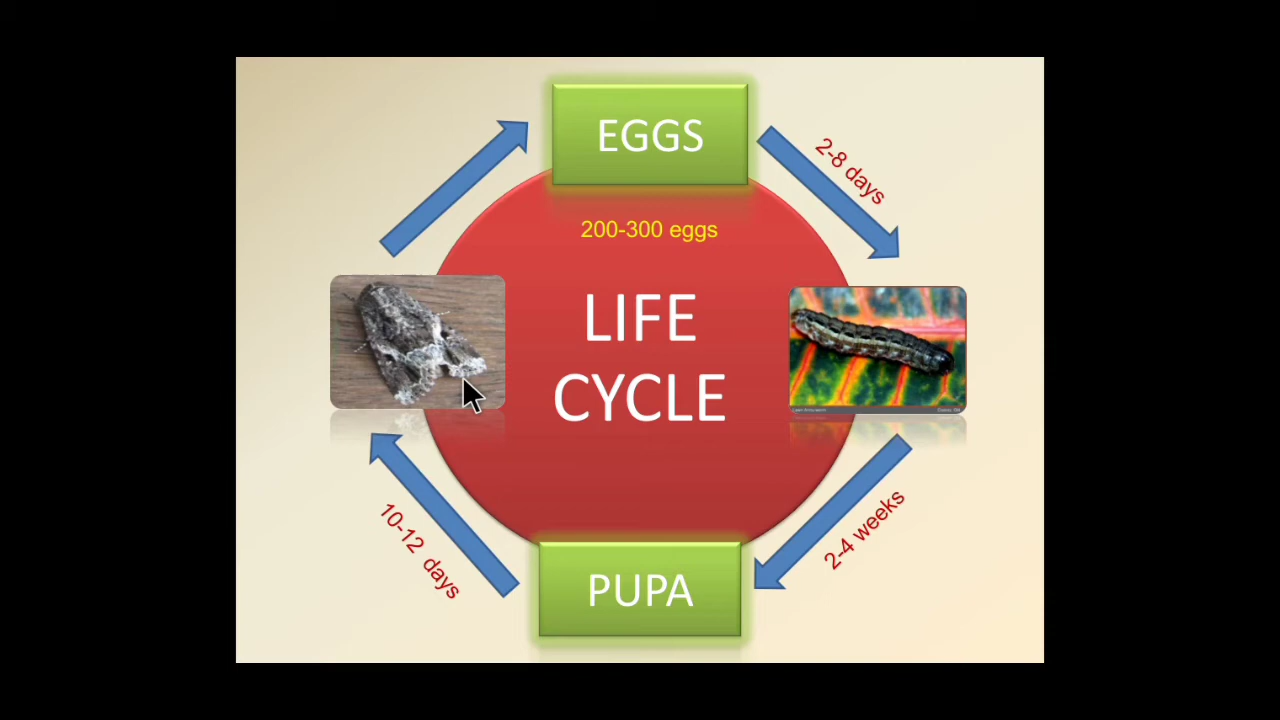 EGGS
2-8 days
200-300 eggs
LIFE
CYCLE
2-4 weeks
10-12 days
PUPA